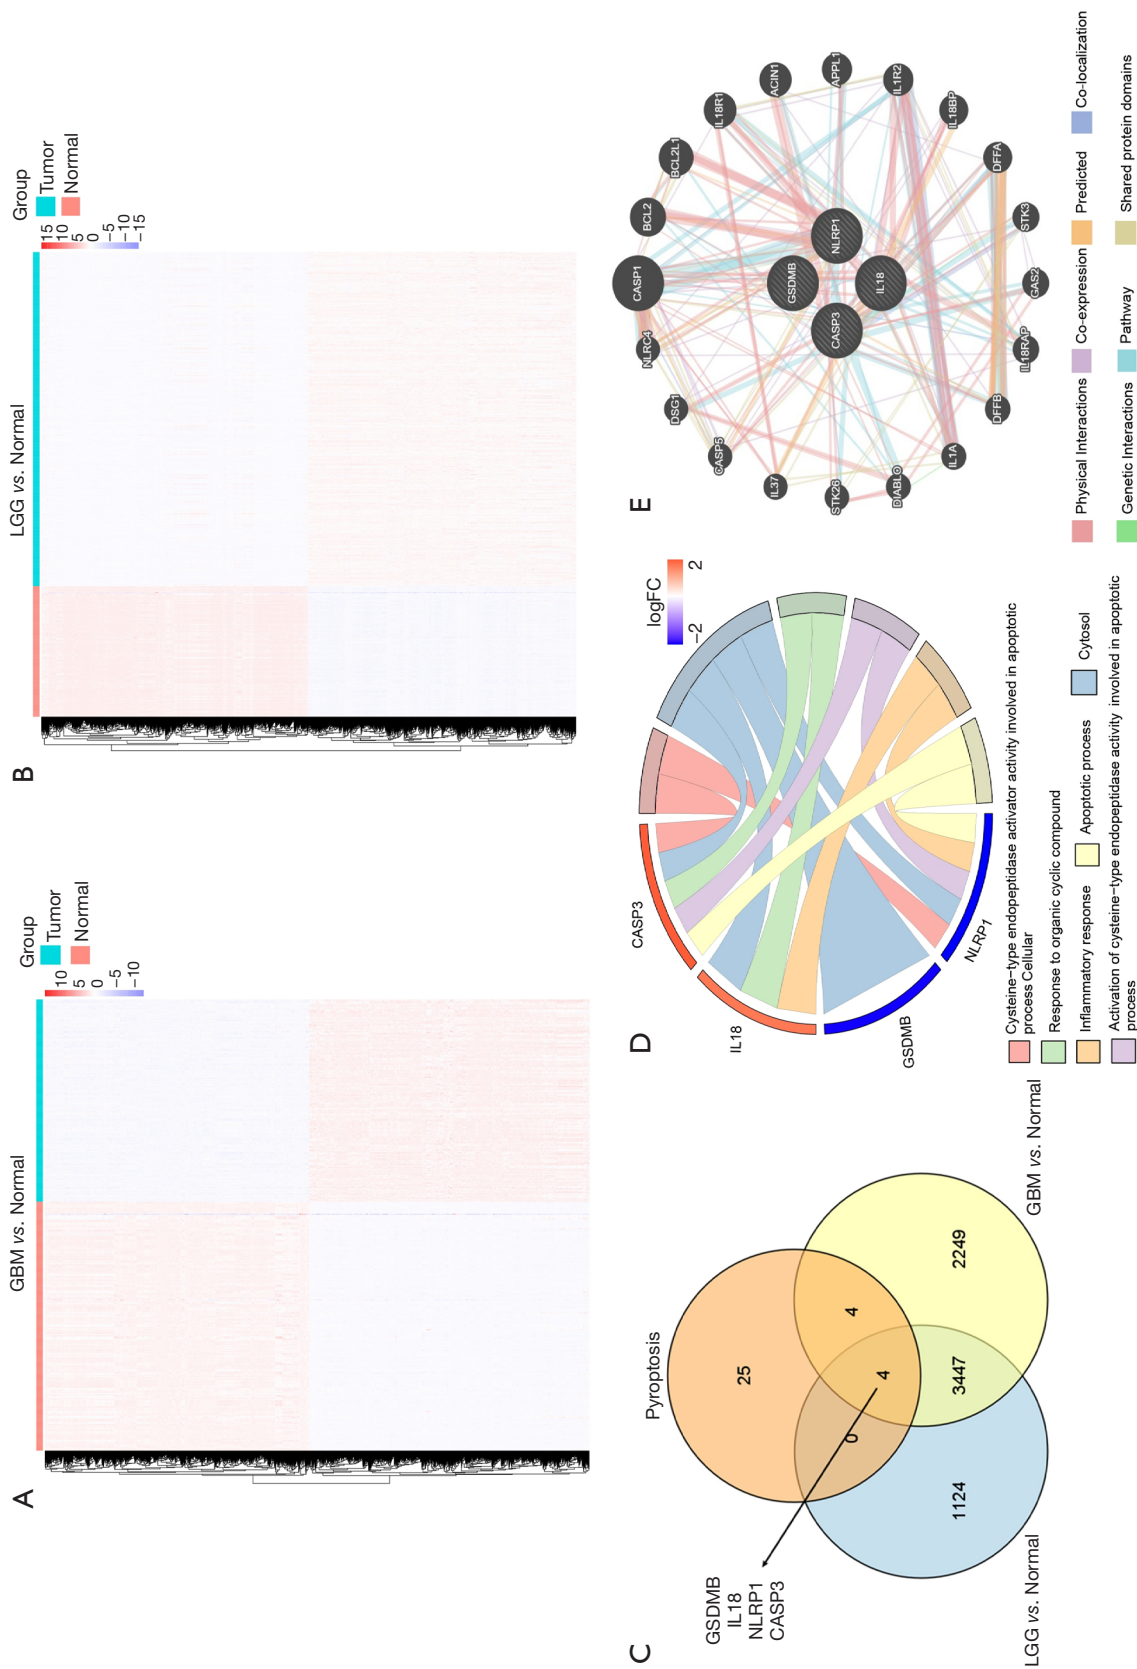 A
GBM vs. Normal
Group
Tumor
Normal
10
5
0
−5
−10
B
LGG vs. Normal
Group
Tumor
Normal
15
10
5
0
−5
−10
−15
C
Pyroptosis
25
0
4
4
1124
3447
2249
GSDMB
IL18
NLRP1
CASP3
LGG vs. Normal
GBM vs. Normal
D
logFC
−2
2
CASP3
IL18
GSDMB
NLRP1
Cysteine−type endopeptidase activator activity involved in apoptotic
process Cellular
Response to organic cyclic compound
Inflammatory response
Apoptotic process
Cytosol
Activation of cysteine−type endopeptidase activity involved in apoptotic
process
E
CASP1
BCL2
BCL2L1
IL18R1
ACIN1
APPL1
IL1R2
IL18BP
DFFA
STK3
GAS2
IL18RAP
DFFB
IL1A
DIABLO
STK26
IL37
CASP5
DSG1
NLRC4
GSDMB
NLRP1
CASP3
IL18
Physical Interactions
Co-expression
Predicted
Co-localization
Genetic Interactions
Pathway
Shared protein domains